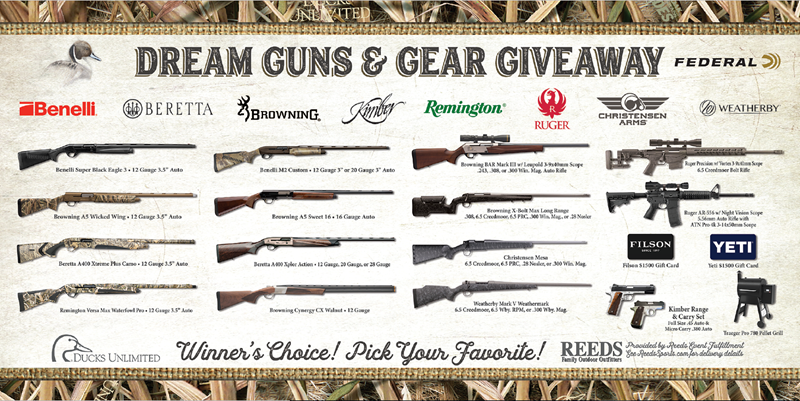 DUCKS
UNLIMITED
DREAM GUNS & GEAR GIVEAWAY
FEDERAL
Benelli
BERETTA
BROWNING
Kimber
Remington
RUGER
CHRISTENSEN
ARMS
WEATHERBY
Benelli Super Black Eagle 3 • 12 Gauge 3.5" Auto
Benelli M2 Custom • 12 Gauge 3" or 20 Gauge 3" Auto
Browning BAR Mark III w/ Leupold 3-9x40mm Scope
.243, .308, or .300 Win. Mag. Auto Rifle
Ruger Precision w/ Vortex Scope
6.5 Creedmoor Bolt Rifle
Browning A5 Wicked Wing • 12 Gauge 3.5" Auto
Browning A5 Sweet 16 • 16 Gauge Auto
Browning X-Bolt Max Long Range
.308, 6.5 Creedmoor, 6.5 PRC, .300 Win. Mag., or .28 Nosler
Ruger AR-556 w/ Night Vision Scope
5.56mm Auto Rifle with
ATN Pro 4k 3-14x50mm Scope
Beretta A400 Xtreme Plus Camo • 12 Gauge 3.5" Auto
Beretta A400 Xplor Action • 12 Gauge, 20 Gauge, or 28 Gauge
Christensen Mesa
6.5 Creedmoor, 6.5 PRC, .28 Nosler, or .300 Win. Mag.
FILSON
Filson $1500 Gift Card
YETI
Yeti $1500 Gift Card
Remington Versa Max Waterfowl Pro • 12 Gauge 3.5" Auto
Browning Cynergy CX Walnut • 12 Gauge
Weatherby Mark V Weathermark
6.5 Creedmoor, 6.5 Wby. RPM, or .300 Wby. Mag.
Kimber Range
& Carry Set
Full Size .45 Auto &
Micro Carry .380 Auto
Traeger Pro 780 Pellet Grill
DUCKS UNLIMITED
Winner's Choice! Pick Your Favorite!
REEDS
Family Outdoor Outfitters
Provided by Reeds Event Fulfillment
See ReedsSports.com for delivery details